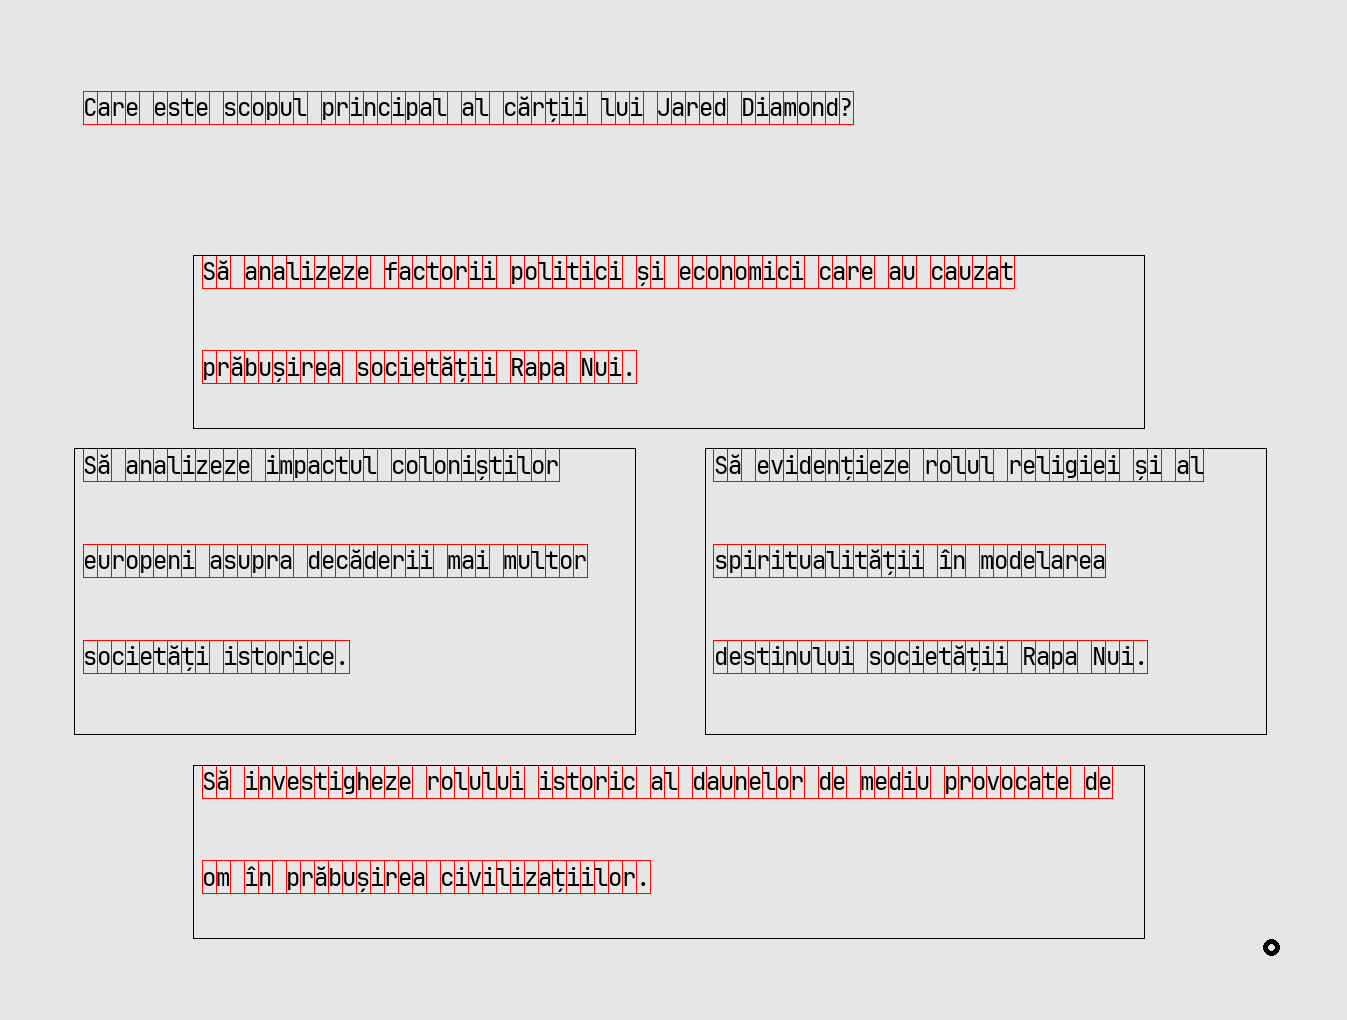 Care este scopul principal al cărții lui Jared Diamond?
Să analizeze factorii politici și economici care au cauzat
prăbușirea societății Rapa Nui.
Să analizeze impactul coloniștilor
europeni asupra decăderii mai multor
societăți istorice.
Să evidențieze rolul religiei și al
spiritualității în modelarea
destinului societății Rapa Nui.
Să investigheze rolului istoric al daunelor de mediu provocate de
om în prăbușirea civilizațiilor.